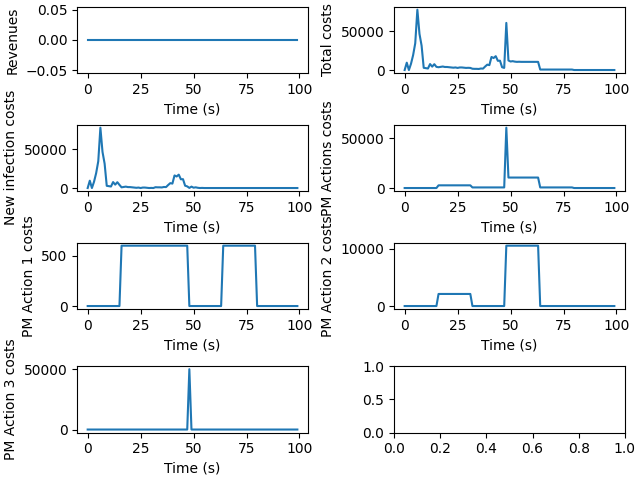 Revenues
0.05
0.00
−0.05
0 25 50 75 100
Time (s)
Total costs
50000
0
0 25 50 75 100
Time (s)
New infection costs
50000
0
0 25 50 75 100
Time (s)
PM Actions costs
50000
0
0 25 50 75 100
Time (s)
PM Action 1 costs
500
0
0 25 50 75 100
Time (s)
PM Action 2 costs
10000
0
0 25 50 75 100
Time (s)
PM Action 3 costs
50000
0
0 25 50 75 100
Time (s)
1.0
0.5
0.0
0.0 0.2 0.4 0.6 0.8 1.0